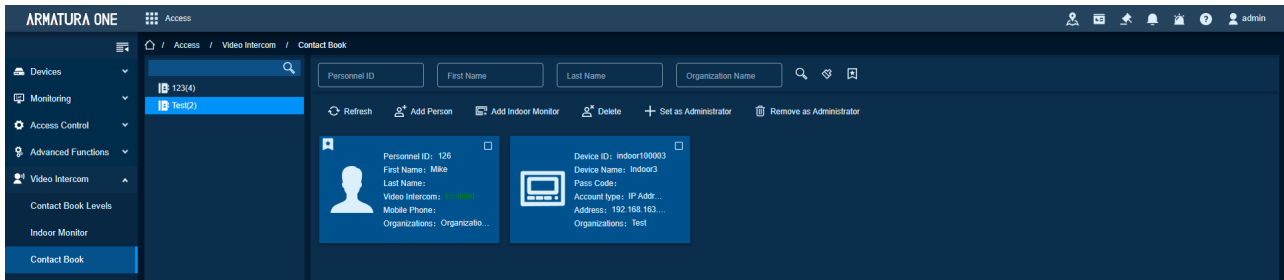 ARMATURA ONE
Access
admin
/ Access / Video Intercom / Contact Book
Devices
Monitoring
Access Control
Advanced Functions
Video Intercom
Contact Book Levels
Indoor Monitor
Contact Book
123(4)
Test(2)
Personnel ID
First Name
Last Name
Organization Name
Refresh
Add Person
Add Indoor Monitor
Delete
Set as Administrator
Remove as Administrator
Personnel ID: 126
First Name: Mike
Last Name:
Video Intercom: Enabled
Mobile Phone:
Organizations: Organizatio...
Device ID: indoor100003
Device Name: Indoor3
Pass Code:
Account type: IP Addr...
Address: 192.168.163....
Organizations: Test